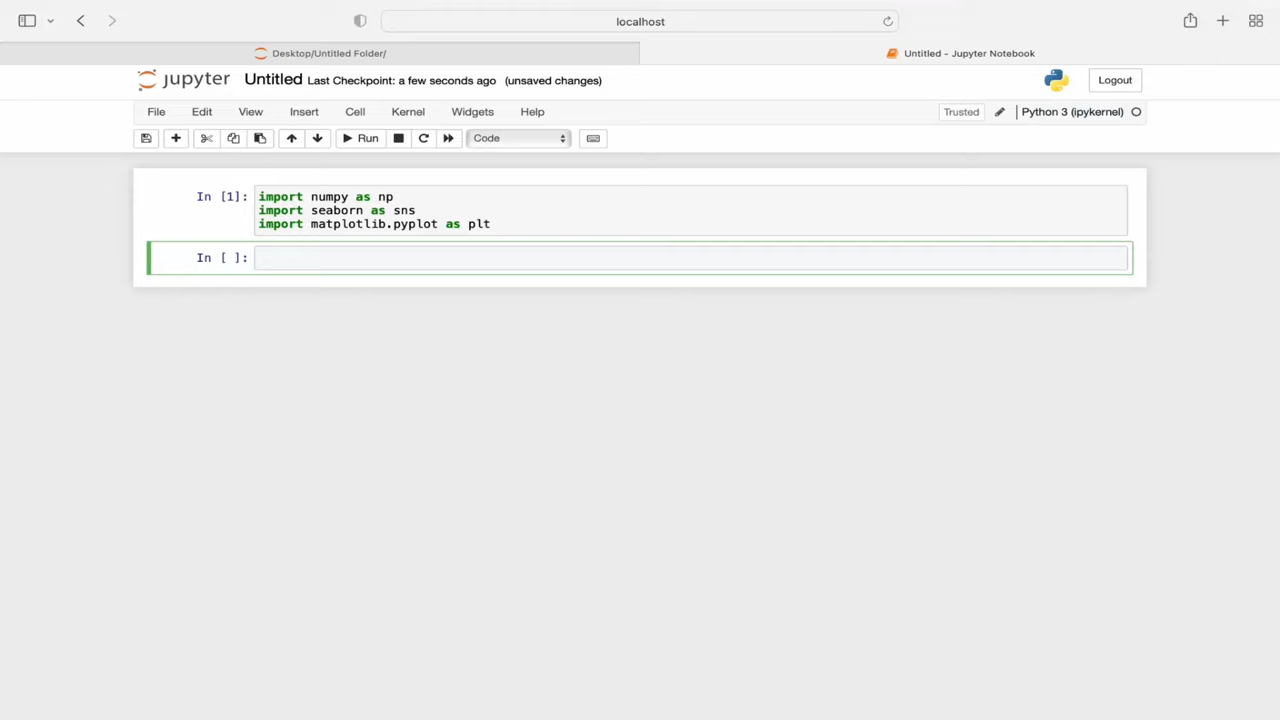 localhost
Desktop/Untitled Folder/
Untitled - Jupyter Notebook
jupyter Untitled Last Checkpoint: a few seconds ago (unsaved changes)
Logout
File Edit View Insert Cell Kernel Widgets Help
Trusted Python 3 (ipykernel)
Run Code
In [1]: import numpy as np
import seaborn as sns
import matplotlib.pyplot as plt
In [ ]: